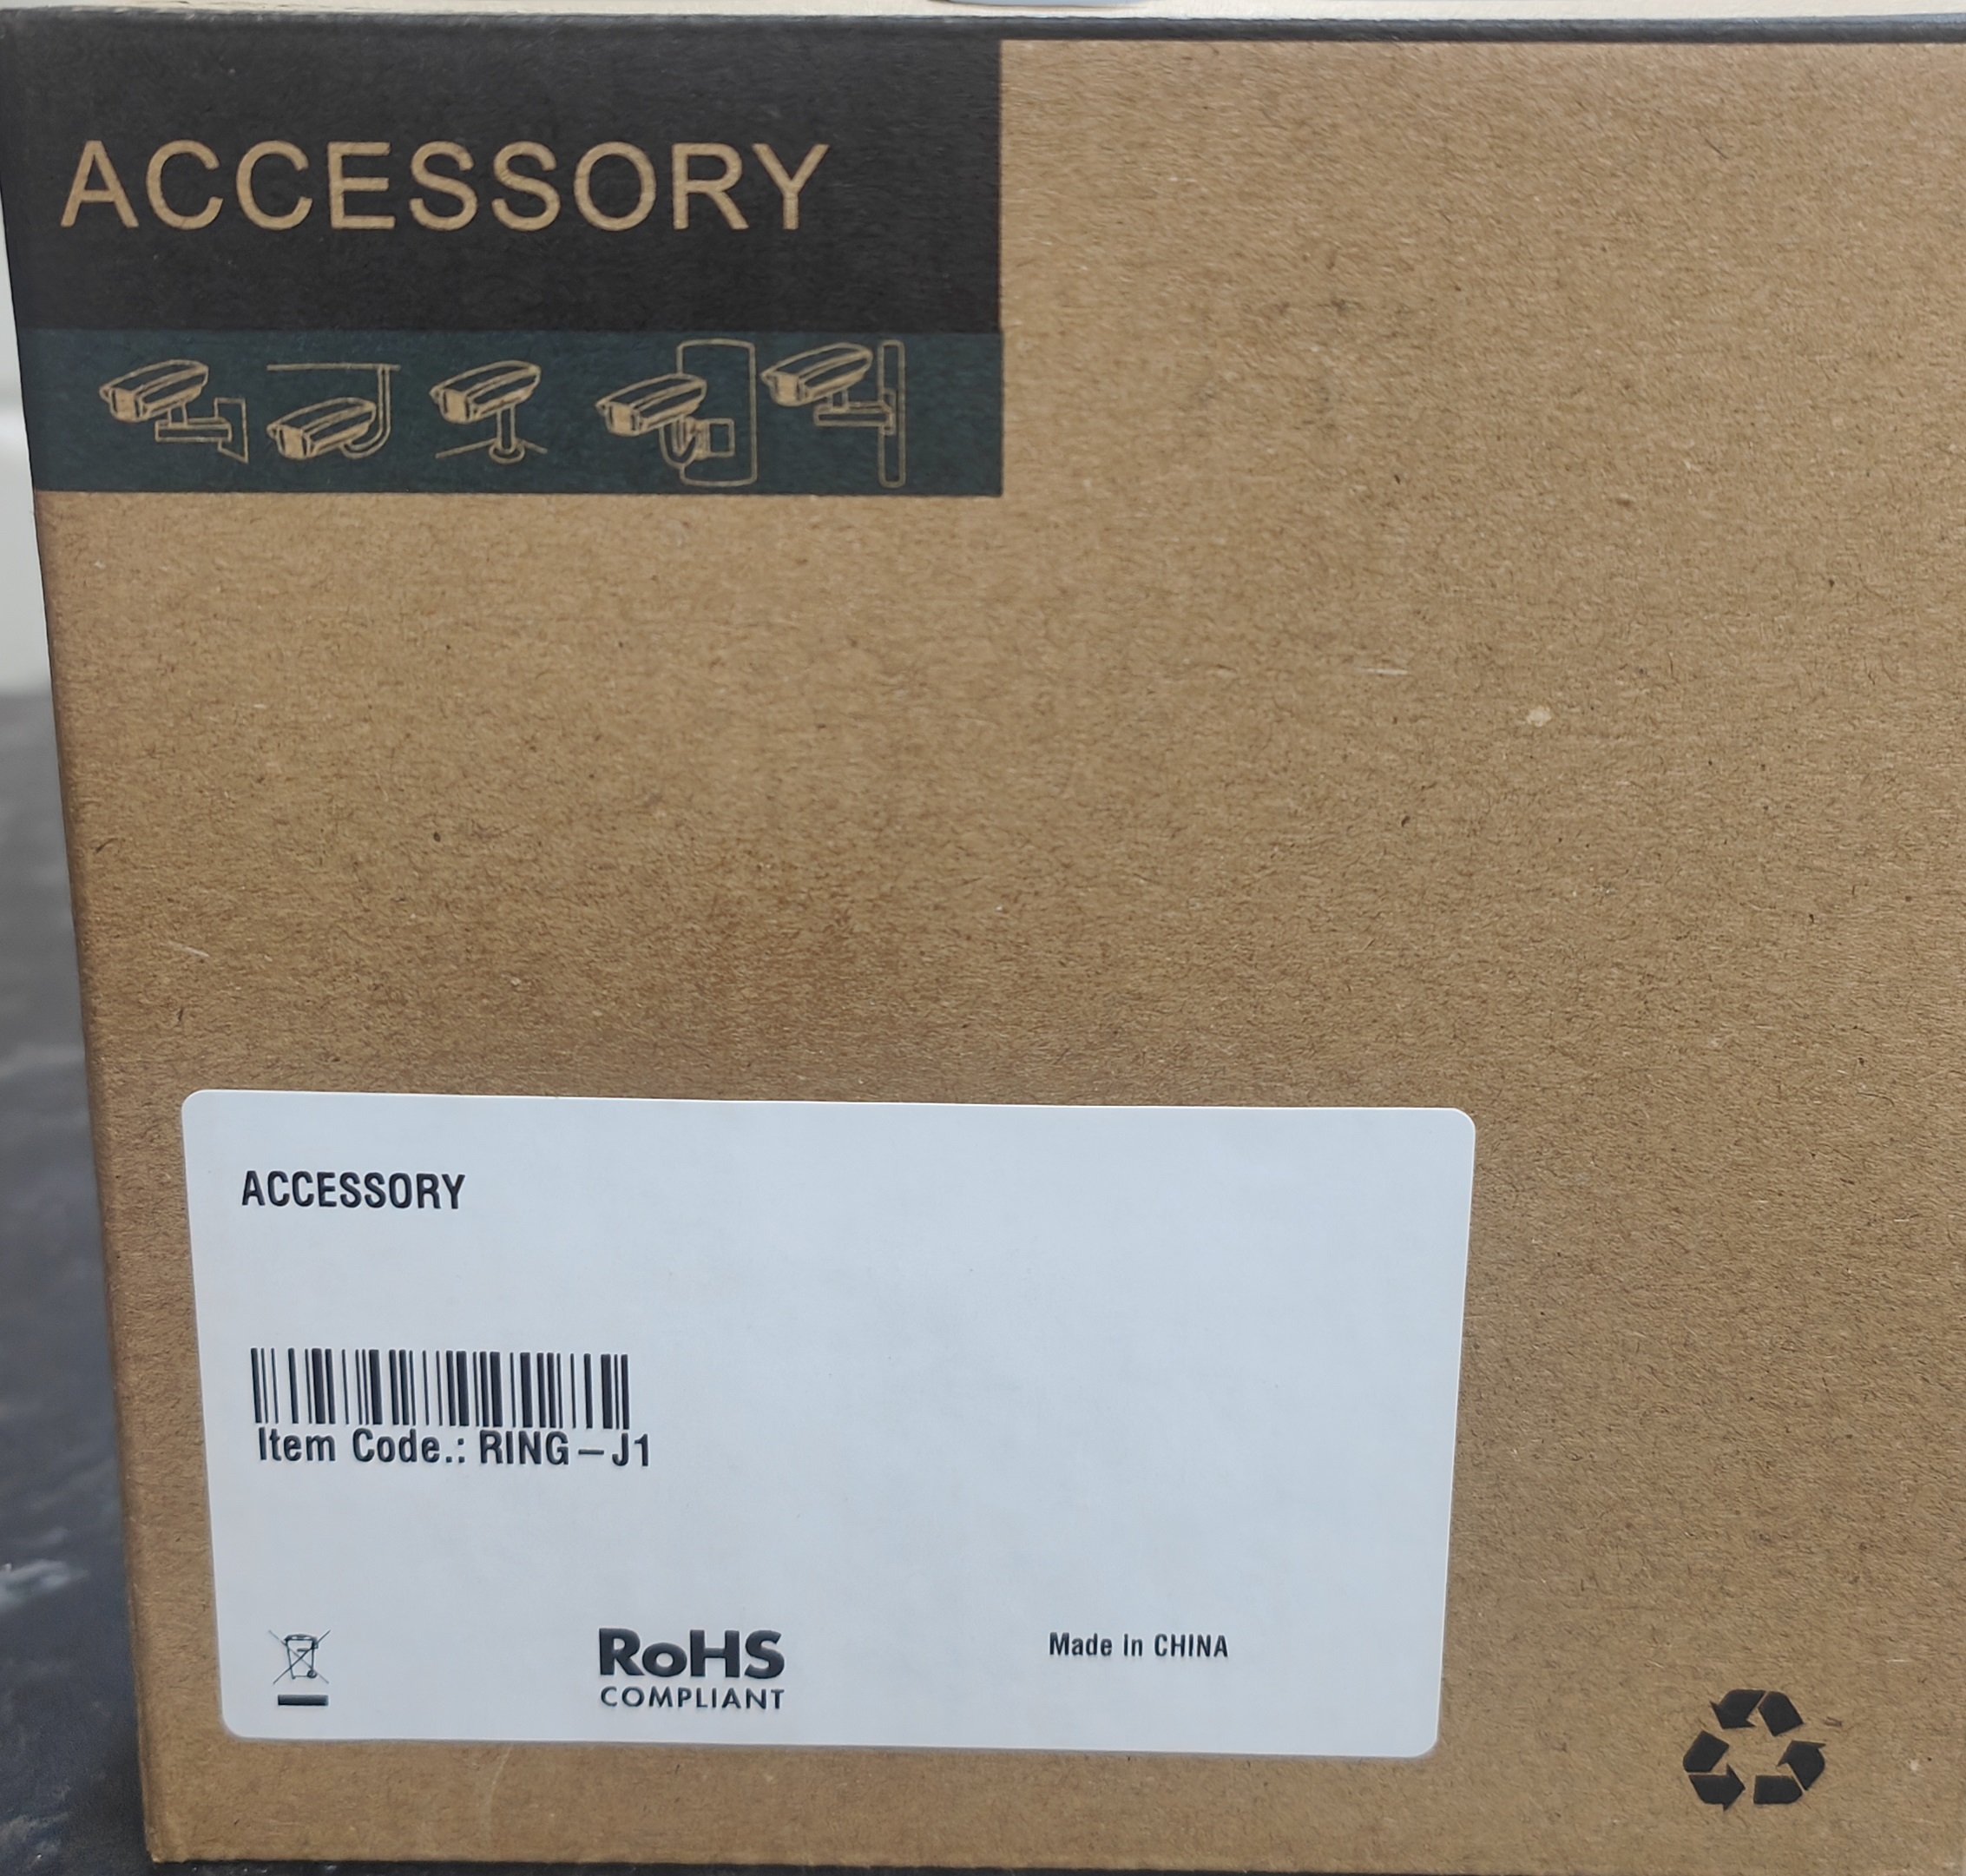 ACCESSORY
ACCESSORY
Item Code.: RING-J1
RoHS
COMPLIANT
Made in CHINA